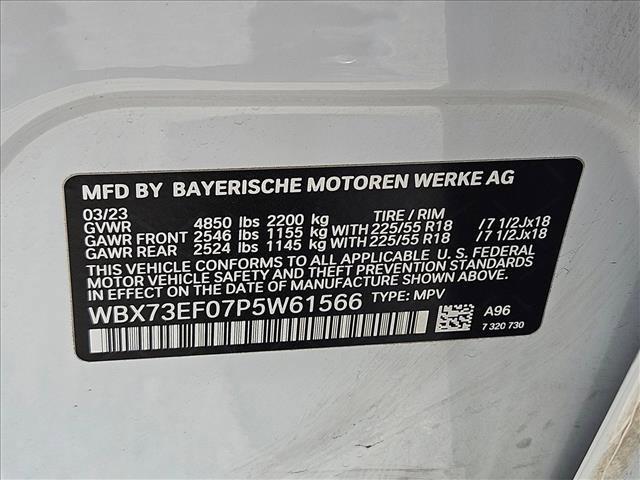 MFD BY BAYERISCHE MOTOREN WERKE AG
03/23 TIRE / RIM
GVWR 4850 lbs 2200 kg
GAWR FRONT 2546 lbs 1155 kg WITH 225/55 R18 /7 1/2Jx18
GAWR REAR 2524 lbs 1145 kg WITH 225/55 R18 /7 1/2Jx18
THIS VEHICLE CONFORMS TO ALL APPLICABLE U.S. FEDERAL
MOTOR VEHICLE SAFETY, BUMPER, AND THEFT PREVENTION
STANDARDS IN EFFECT ON THE DATE OF MANUFACTURE SHOWN ABOVE.
WBX73EF07P5W61566 TYPE: MPV
A96
7 320 730